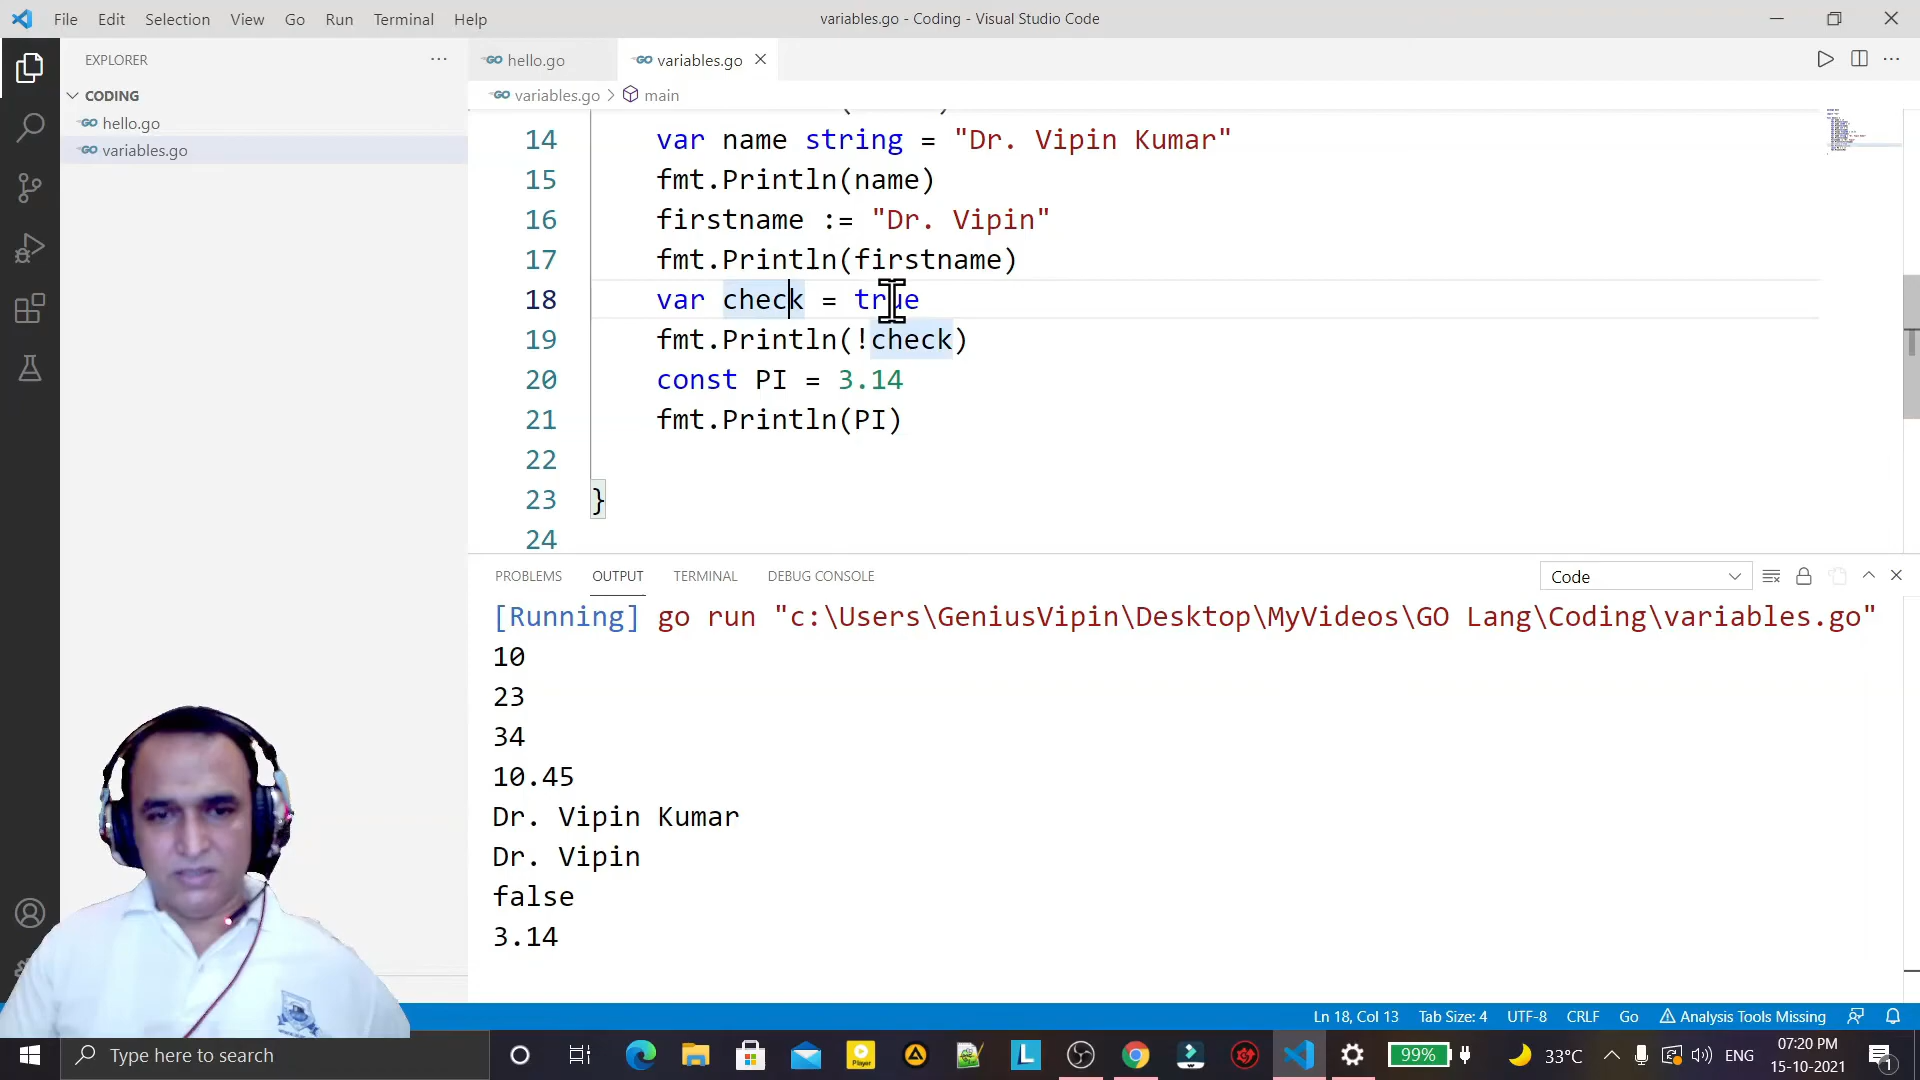 File Edit Selection View Go Run Terminal Help
variables.go - Coding - Visual Studio Code
EXPLORER
CODING
hello.go
variables.go
hello.go
variables.go
variables.go > main
14 var name string = "Dr. Vipin Kumar"
15 fmt.Println(name)
16 firstname := "Dr. Vipin"
17 fmt.Println(firstname)
18 var check = true
19 fmt.Println(!check)
20 const PI = 3.14
21 fmt.Println(PI)
22
23 }
24
PROBLEMS OUTPUT TERMINAL DEBUG CONSOLE
Code
[Running] go run "c:\Users\GeniusVipin\Desktop\MyVideos\GO Lang\Coding\variables.go"
10
23
34
10.45
Dr. Vipin Kumar
Dr. Vipin
false
3.14
Ln 18, Col 13 Tab Size: 4 UTF-8 CRLF Go Analysis Tools Missing
Type here to search
99%
33°C
ENG
07:20 PM
15-10-2021
1